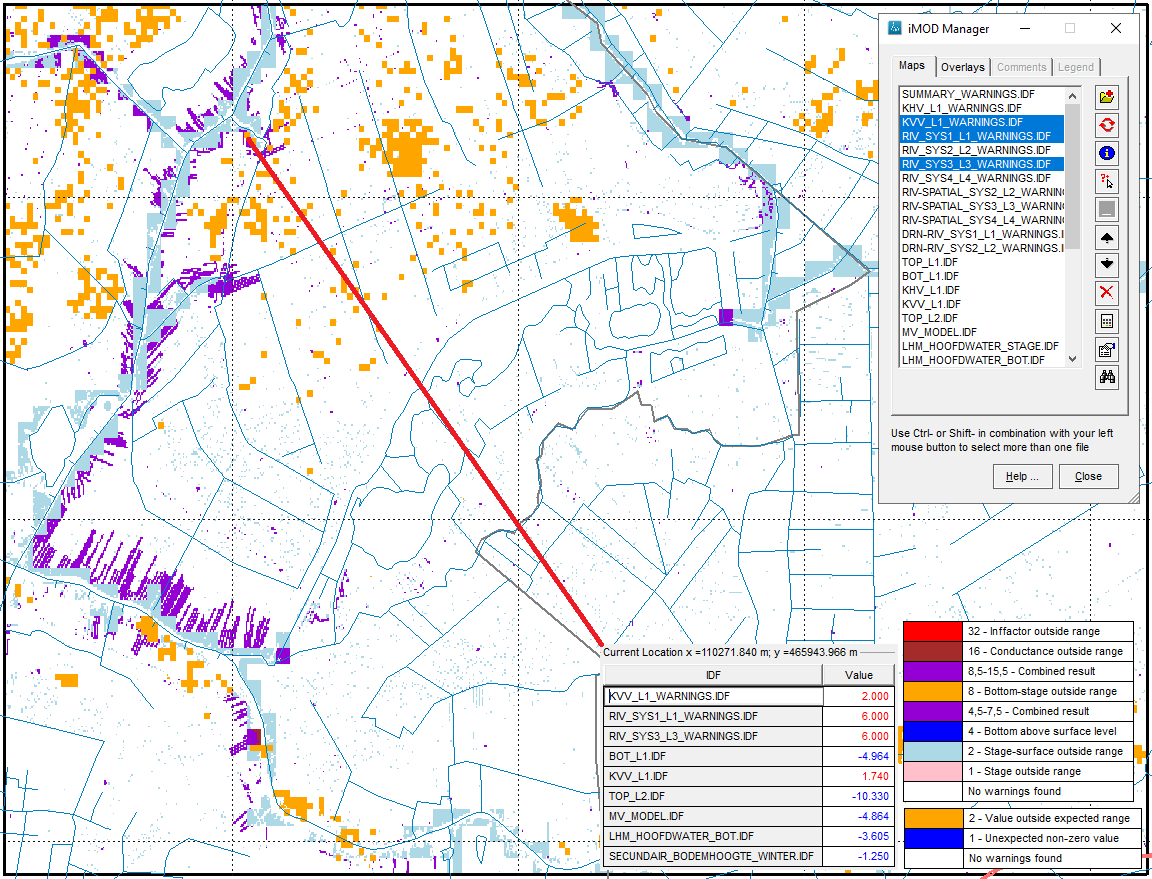 iMOD Manager
Maps Overlays Comments Legend
SUMMARY_WARNINGS.IDF
KHV_L1_WARNINGS.IDF
KVV_L1_WARNINGS.IDF
RIV_SYS1_L1_WARNINGS.IDF
RIV_SYS2_L2_WARNINGS.IDF
RIV_SYS3_L3_WARNINGS.IDF
RIV_SYS4_L4_WARNINGS.IDF
RIV-SPATIAL_SYS2_L2_WARNIN
RIV-SPATIAL_SYS3_L3_WARNIN
RIV-SPATIAL_SYS4_L4_WARNIN
DRN-RIV_SYS1_L1_WARNINGS.I
DRN-RIV_SYS2_L2_WARNINGS.I
TOP_L1.IDF
BOT_L1.IDF
KHV_L1.IDF
KVV_L1.IDF
TOP_L2.IDF
MV_MODEL.IDF
LHM_HOOFDWATER_STAGE.IDF
LHM_HOOFDWATER_BOT.IDF
Use Ctrl- or Shift- in combination with your left
mouse button to select more than one file
Help ... Close
Current Location x =110271.840 m; y =465943.966 m
IDF Value
KVV_L1_WARNINGS.IDF 2.000
RIV_SYS1_L1_WARNINGS.IDF 6.000
RIV_SYS3_L3_WARNINGS.IDF 6.000
BOT_L1.IDF -4.964
KVV_L1.IDF 1.740
TOP_L2.IDF -10.330
MV_MODEL.IDF -4.864
LHM_HOOFDWATER_BOT.IDF -3.605
SECUNDAIR_BODEMHOOGTE_WINTER.IDF -1.250
32 - Inffactor outside range
16 - Conductance outside range
8,5-15,5 - Combined result
8 - Bottom-stage outside range
4,5-7,5 - Combined result
4 - Bottom above surface level
2 - Stage-surface outside range
1 - Stage outside range
No warnings found
2 - Value outside expected range
1 - Unexpected non-zero value
No warnings found